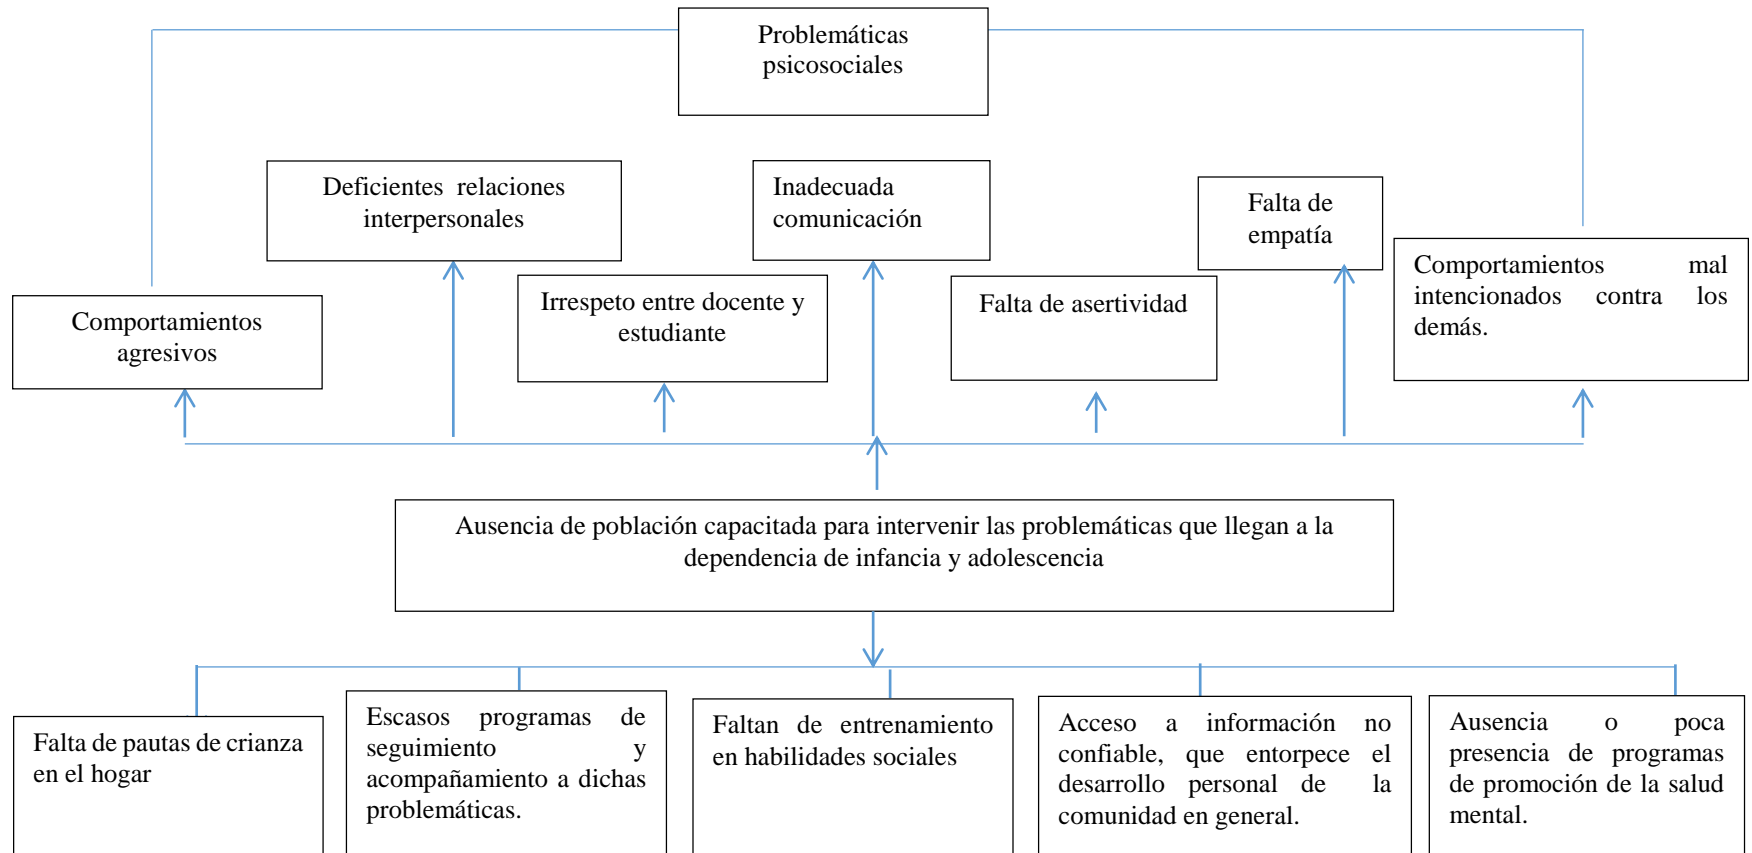 Problemáticas
psicosociales
Deficientes relaciones
interpersonales
Inadecuada
comunicación
Falta de
empatía
Comportamientos mal
intencionados contra los
demás.
Irrespeto entre docente y
estudiante
Falta de asertividad
Comportamientos
agresivos
Ausencia de población capacitada para intervenir las problemáticas que llegan a la
dependencia de infancia y adolescencia
Falta de pautas de crianza
en el hogar
Escasos programas de
seguimiento y
acompañamiento a dichas
problemáticas.
Faltan de entrenamiento
en habilidades sociales
Acceso a información no
confiable, que entorpece el
desarrollo personal de la
comunidad en general.
Ausencia o poca
presencia de programas
de promoción de la salud
mental.